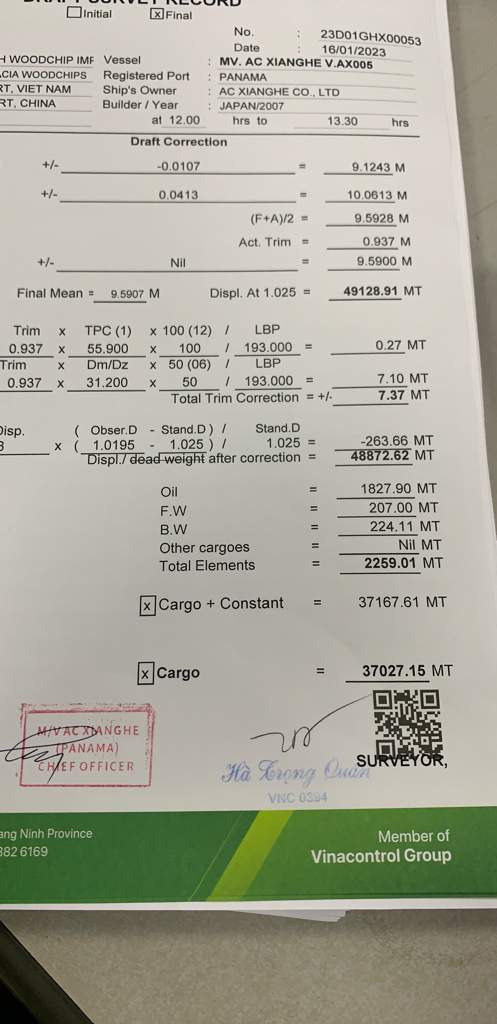 DRAFT SURVEY RECORD
Initial x Final
No. : 23D01GHX00053
Date : 16/01/2023
H WOODCHIP IMP Vessel : MV. AC XIANGHE V.AX005
CIA WOODCHIPS Registered Port : PANAMA
RT, VIET NAM Ship's Owner : AC XIANGHE CO., LTD
RT, CHINA Builder / Year : JAPAN/2007
at 12.00 hrs to 13.30 hrs
Draft Correction
+/- -0.0107 = 9.1243 M
+/- 0.0413 = 10.0613 M
(F+A)/2 = 9.5928 M
Act. Trim = 0.937 M
+/- Nil = 9.5900 M
Final Mean = 9.5907 M Displ. At 1.025 = 49128.91 MT
Trim x TPC (1) x 100 (12) / LBP
0.937 x 55.900 x 100 / 193.000 = 0.27 MT
Trim x Dm/Dz x 50 (06) / LBP
0.937 x 31.200 x 50 / 193.000 = 7.10 MT
Total Trim Correction = +/- 7.37 MT
Disp. ( Obser.D - Stand.D ) / Stand.D
x ( 1.0195 - 1.025 ) / 1.025 = -263.66 MT
Displ./ dead weight after correction = 48872.62 MT
Oil = 1827.90 MT
F.W = 207.00 MT
B.W = 224.11 MT
Other cargoes = Nil MT
Total Elements = 2259.01 MT
x Cargo + Constant = 37167.61 MT
x Cargo = 37027.15 MT
M/V AC XIANGHE
(PANAMA)
CHIEF OFFICER
SURVEYOR,
Hà Trọng Quân
VNC 0394
ang Ninh Province
882 6169
Member of
Vinacontrol Group